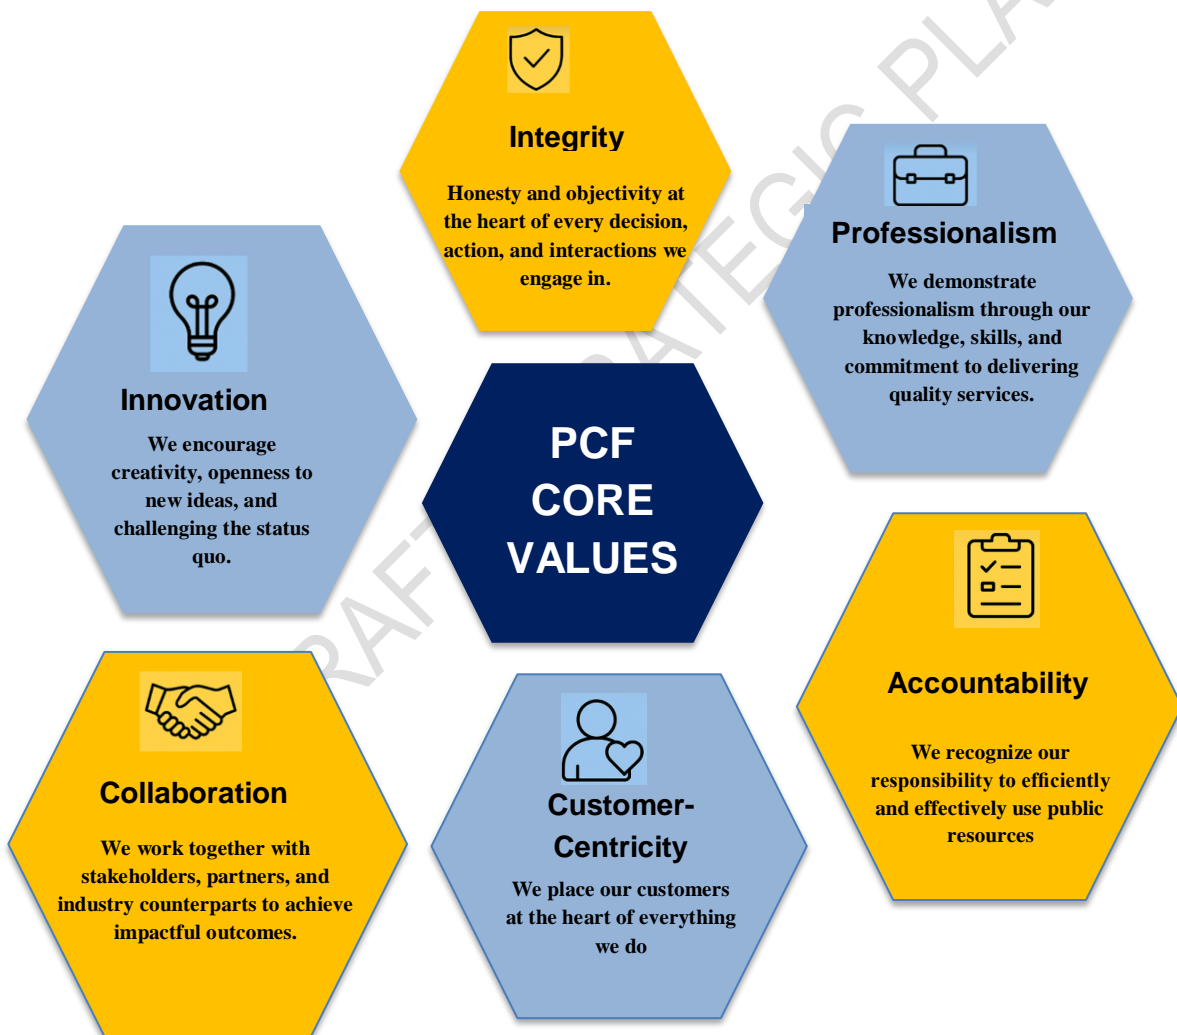 Integrity
Honesty and objectivity at
the heart of every decision,
action, and interactions we
engage in.
Professionalism
We demonstrate
professionalism through our
knowledge, skills, and
commitment to delivering
quality services.
Innovation
We encourage
creativity, openness to
new ideas, and
challenging the status
quo.
PCF
CORE
VALUES
Accountability
We recognize our
responsibility to efficiently
and effectively use public
resources
Collaboration
We work together with
stakeholders, partners, and
industry counterparts to achieve
impactful outcomes.
Customer-
Centricity
We place our customers
at the heart of everything
we do